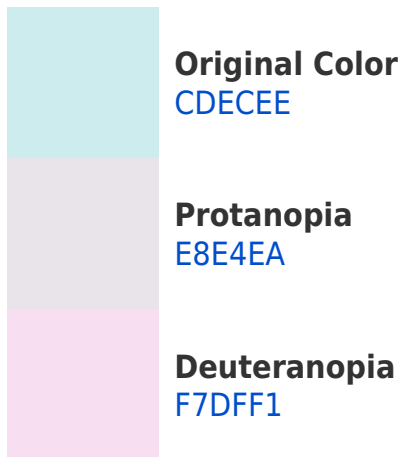 Original Color
CDECEE
Protanopia
E8E4EA
Deuteranopia
F7DFF1